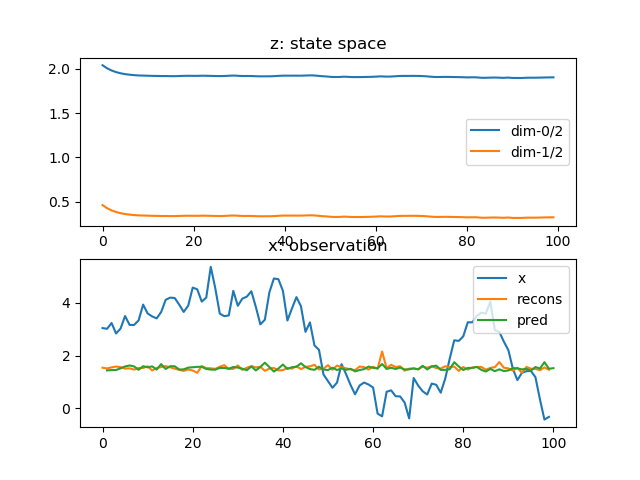 z: state space
2.0
1.5
1.0
0.5
dim-0/2
dim-1/2
0 20 40 60 80 100
x: observation
4
2
0
x
recons
pred
0 20 40 60 80 100